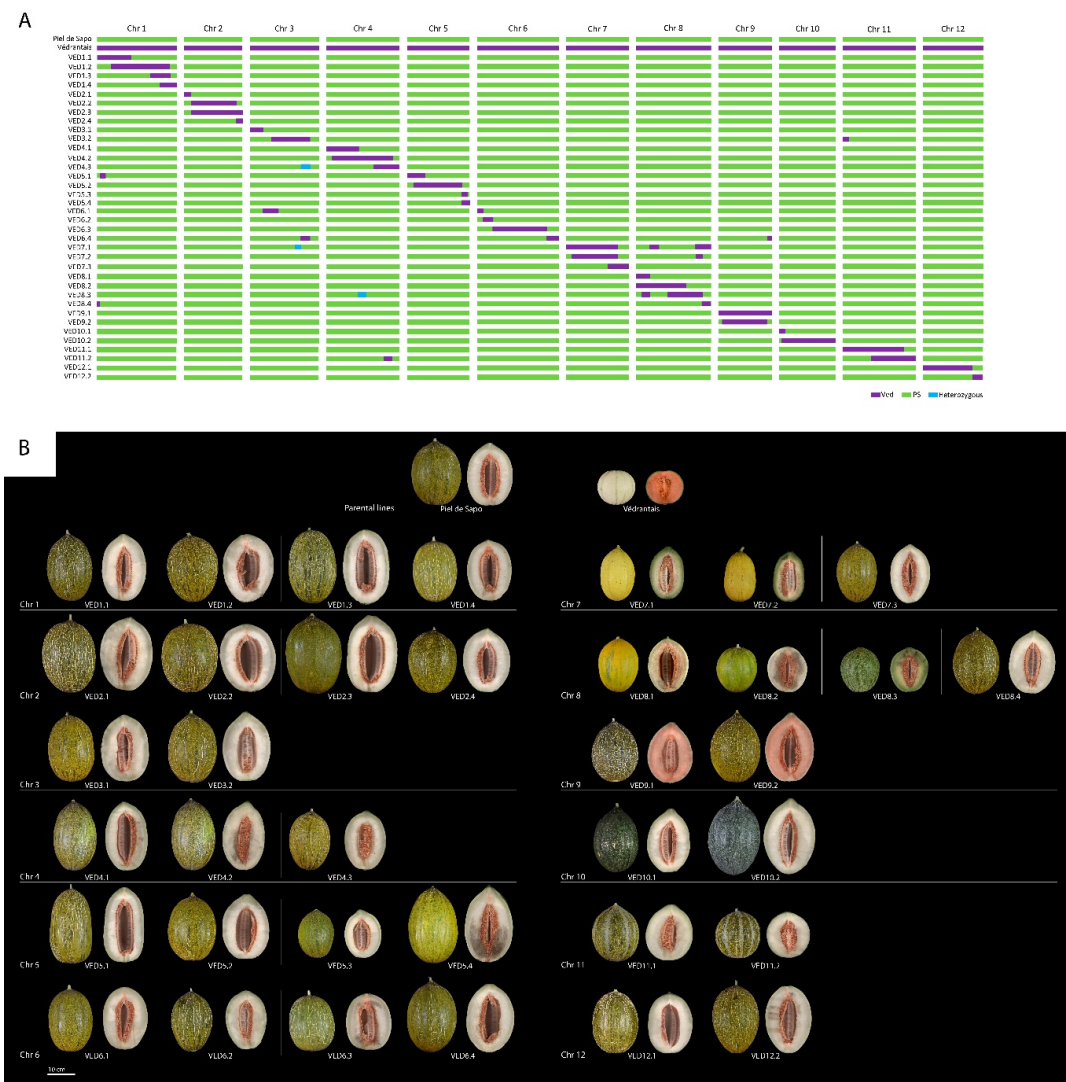 A
Chr 1 Chr 2 Chr 3 Chr 4 Chr 5 Chr 6 Chr 7 Chr 8 Chr 9 Chr 10 Chr 11 Chr 12
Piel de Sapo
Védrantais
VED1.1
VED1.2
VED1.3
VED1.4
VED2.1
VED2.2
VED2.3
VED2.4
VED3.1
VED3.2
VED4.1
VED4.2
VED4.3
VED5.1
VED5.2
VED5.3
VED5.4
VED6.1
VED6.2
VED6.3
VED6.4
VED7.1
VED7.2
VED7.3
VED8.1
VED8.2
VED8.3
VED8.4
VED9.1
VED9.2
VED10.1
VED10.2
VED11.1
VED11.2
VED12.1
VED12.2
Ved PS Heterozygous
B
Parental lines Piel de Sapo Védrantais
Chr 1 VED1.1 VED1.2 VED1.3 VED1.4
Chr 7 VED7.1 VED7.2 VED7.3
Chr 2 VED2.1 VED2.2 VED2.3 VED2.4
Chr 8 VED8.1 VED8.2 VED8.3 VED8.4
Chr 3 VED3.1 VED3.2
Chr 9 VED9.1 VED9.2
Chr 4 VED4.1 VED4.2 VED4.3
Chr 10 VED10.1 VED10.2
Chr 5 VED5.1 VED5.2 VED5.3 VED5.4
Chr 11 VED11.1 VED11.2
Chr 6 VED6.1 VED6.2 VED6.3 VED6.4
Chr 12 VED12.1 VED12.2
10 cm